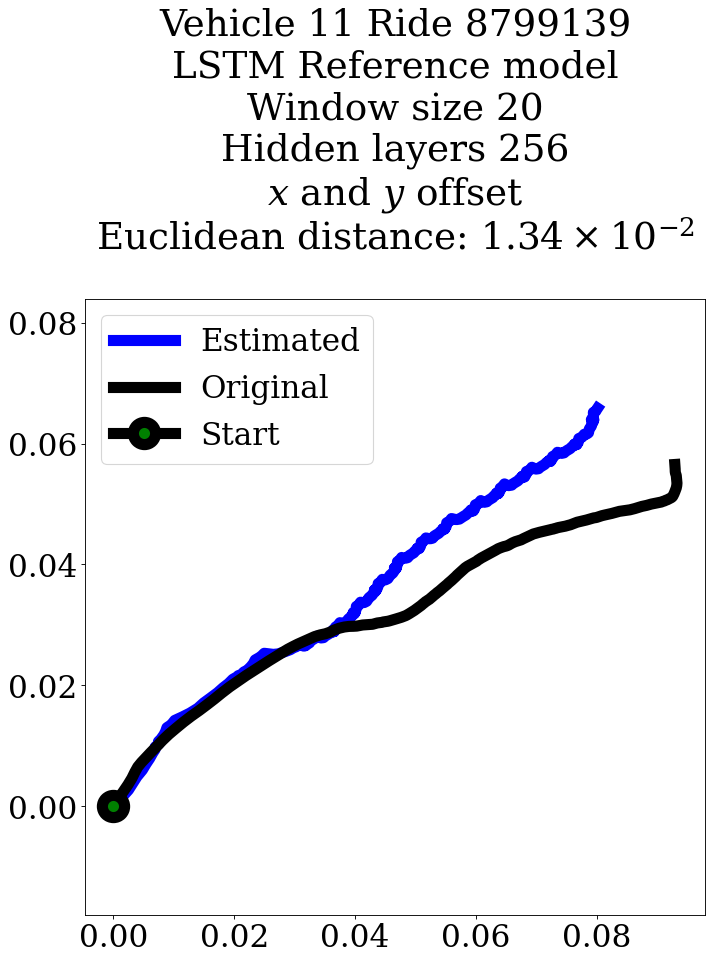 Vehicle 11 Ride 8799139
LSTM Reference model
Window size 20
Hidden layers 256
x and y offset
Euclidean distance: 1.34 × 10⁻²
Estimated
Original
Start
0.08
0.06
0.04
0.02
0.00
0.00 0.02 0.04 0.06 0.08